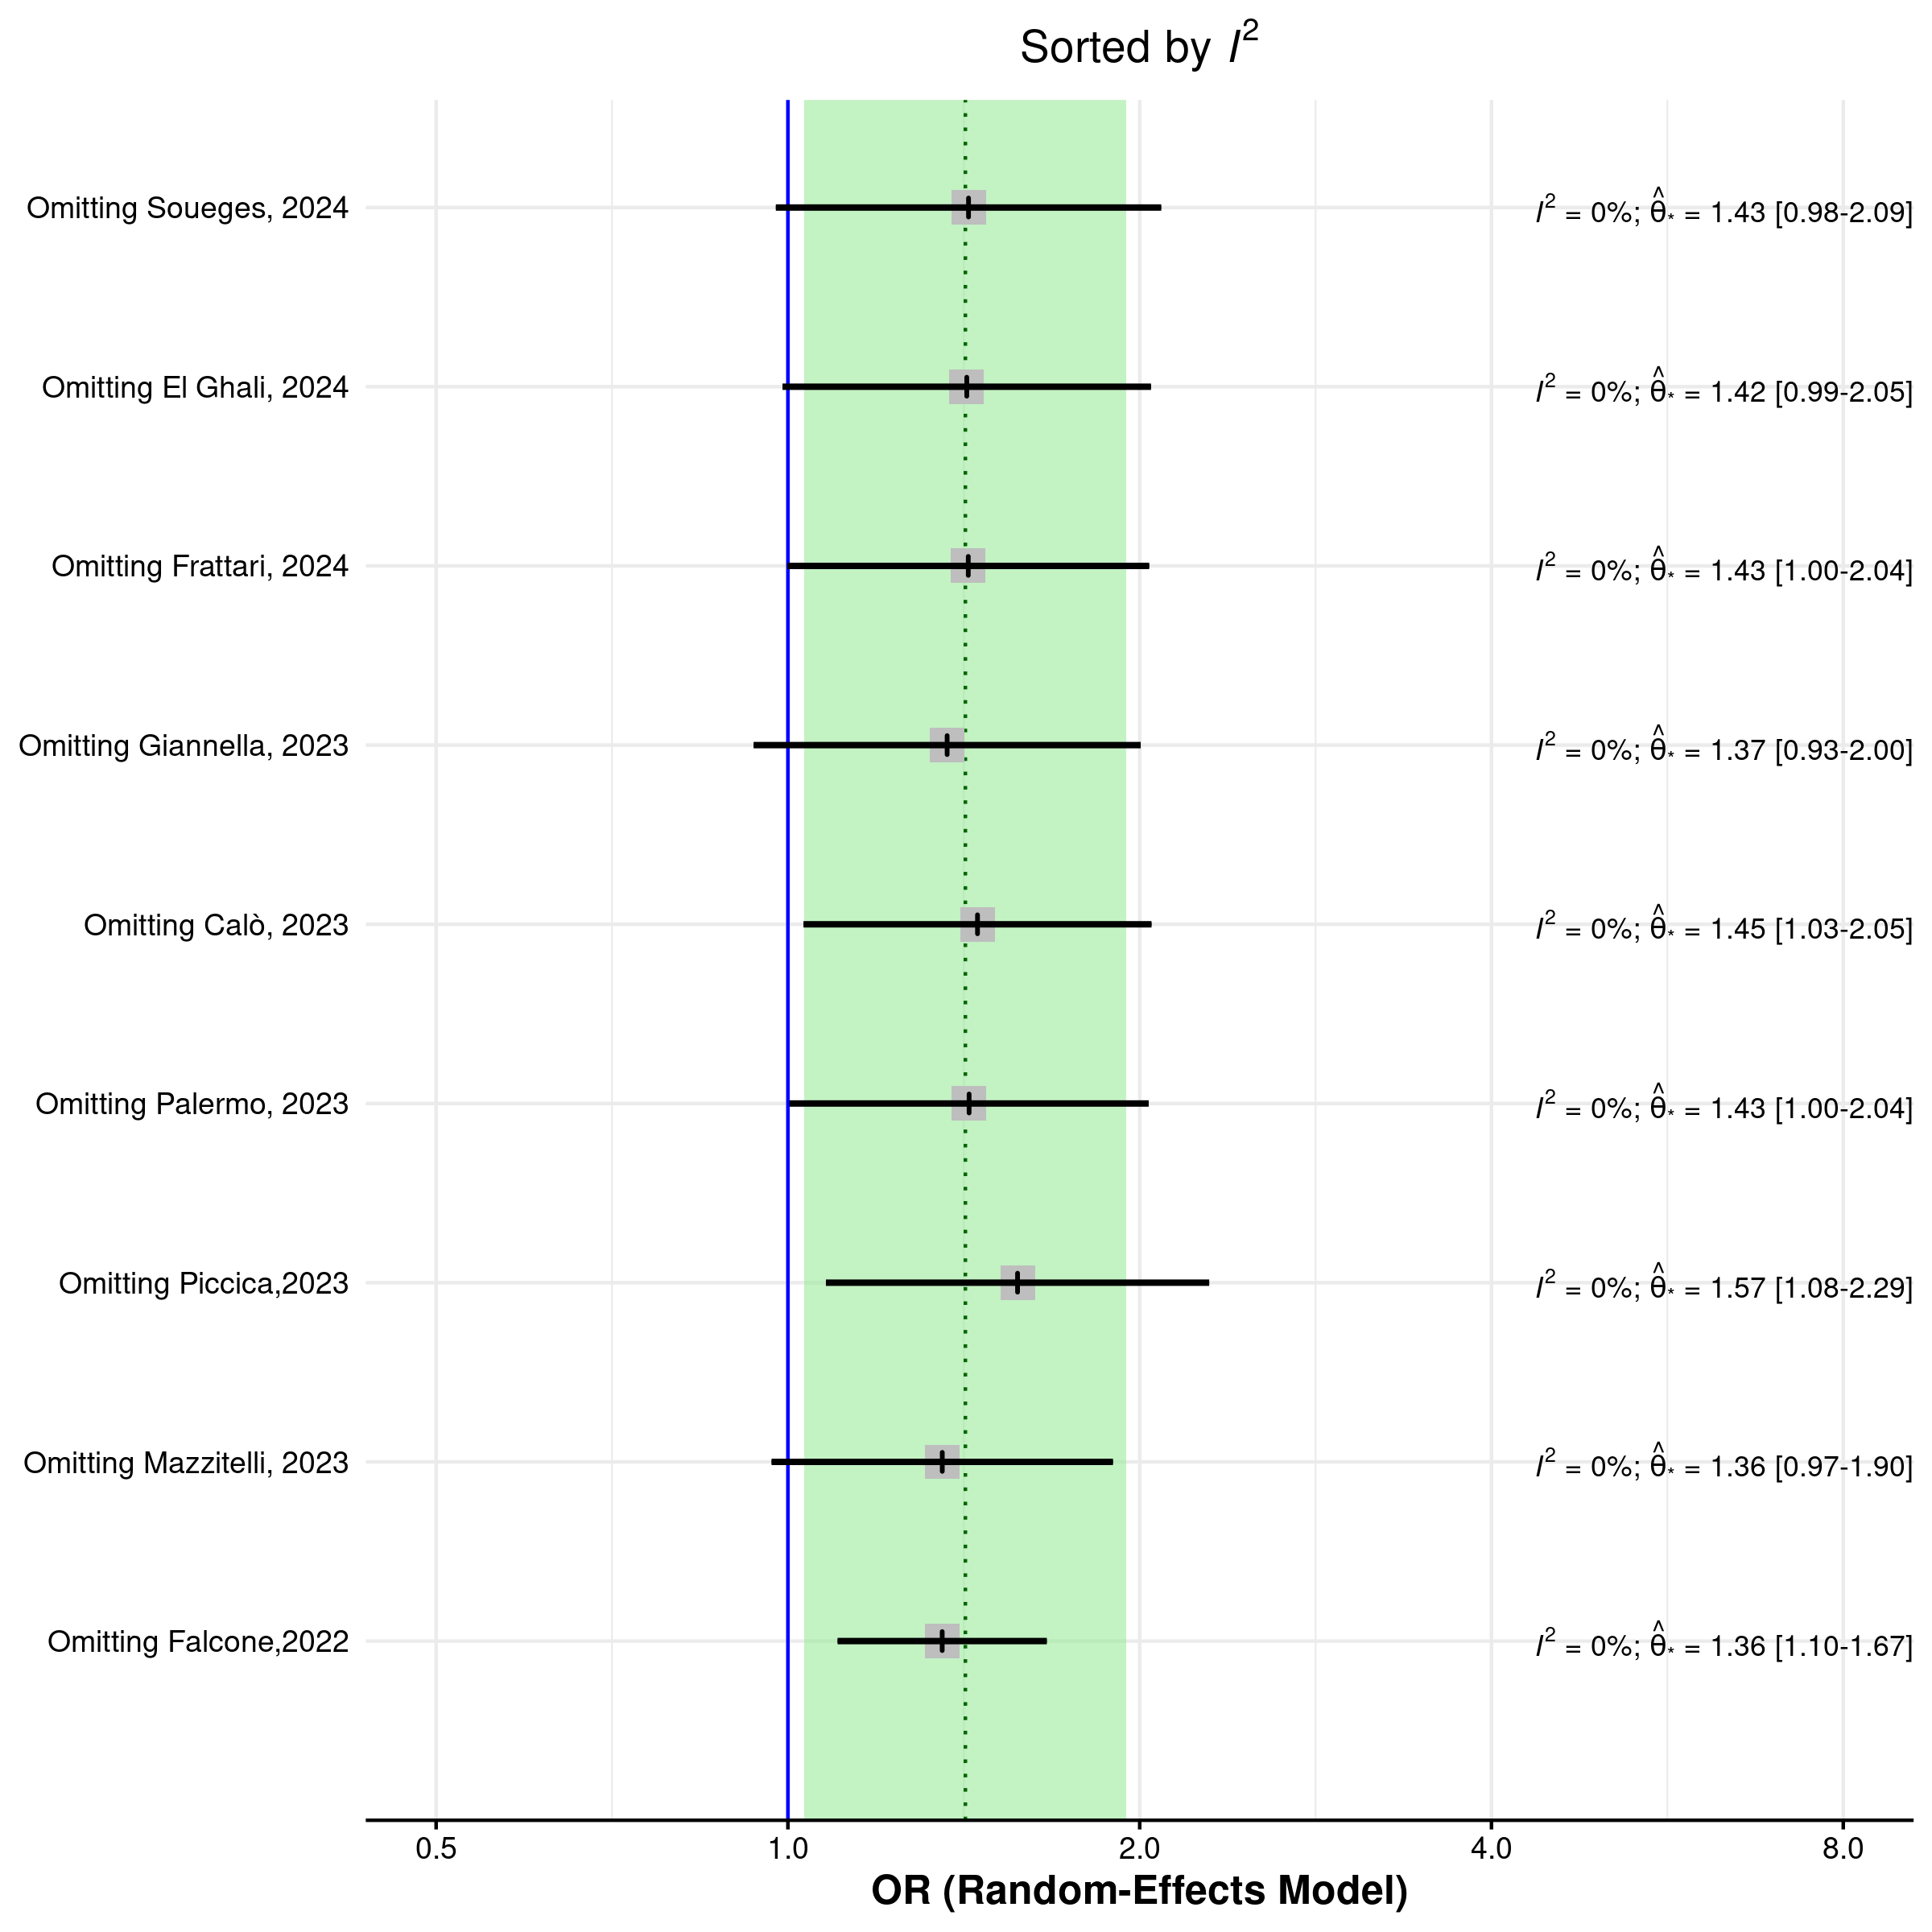 Sorted by I²
Omitting Soueges, 2024 I² = 0%; θ̂* = 1.43 [0.98-2.09]
Omitting El Ghali, 2024 I² = 0%; θ̂* = 1.42 [0.99-2.05]
Omitting Frattari, 2024 I² = 0%; θ̂* = 1.43 [1.00-2.04]
Omitting Giannella, 2023 I² = 0%; θ̂* = 1.37 [0.93-2.00]
Omitting Calò, 2023 I² = 0%; θ̂* = 1.45 [1.03-2.05]
Omitting Palermo, 2023 I² = 0%; θ̂* = 1.43 [1.00-2.04]
Omitting Piccica,2023 I² = 0%; θ̂* = 1.57 [1.08-2.29]
Omitting Mazzitelli, 2023 I² = 0%; θ̂* = 1.36 [0.97-1.90]
Omitting Falcone,2022 I² = 0%; θ̂* = 1.36 [1.10-1.67]
0.5 1.0 2.0 4.0 8.0
OR (Random-Effects Model)